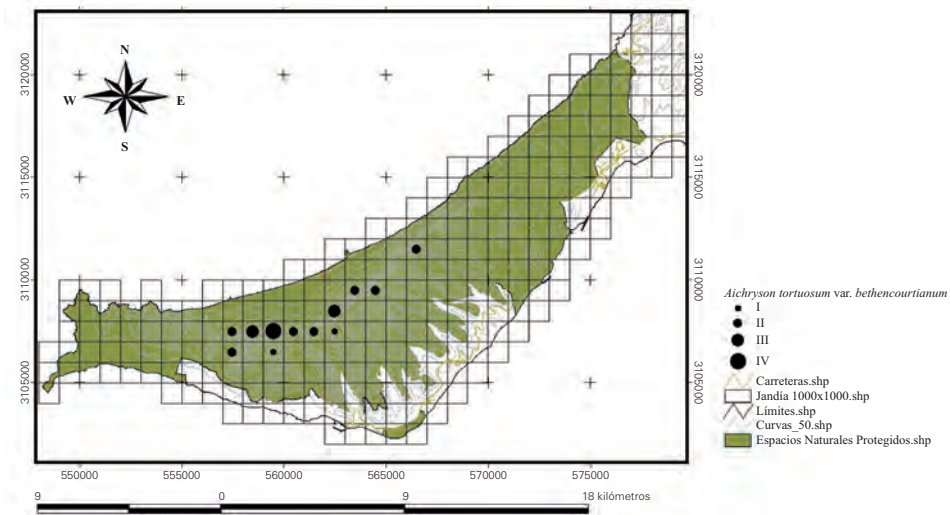 N
W
E
S
3120000
3115000
3110000
3105000
3120000
3115000
3110000
3105000
550000
555000
560000
565000
570000
575000
9
0
9
18 kilómetros
Aichryson tortuosum var. bethencourtianum
I
II
III
IV
Carreteras.shp
Jandía 1000x1000.shp
Límites.shp
Curvas_50.shp
Espacios Naturales Protegidos.shp